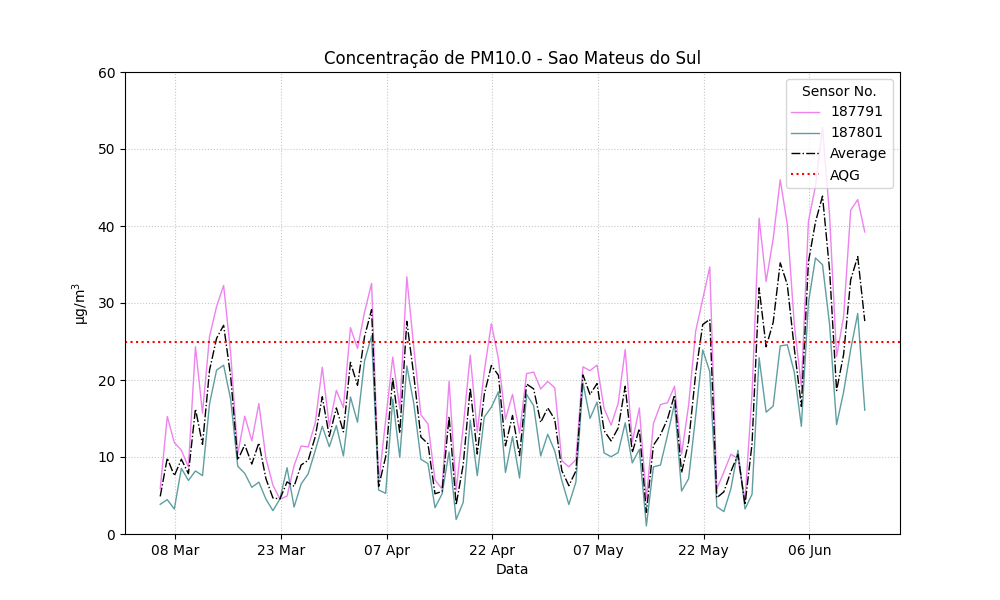 Concentração de PM10.0 - Sao Mateus do Sul
Sensor No.
187791
187801
Average
AQG
60
50
40
30
20
10
0
µg/m³
08 Mar
23 Mar
07 Apr
22 Apr
07 May
22 May
06 Jun
Data